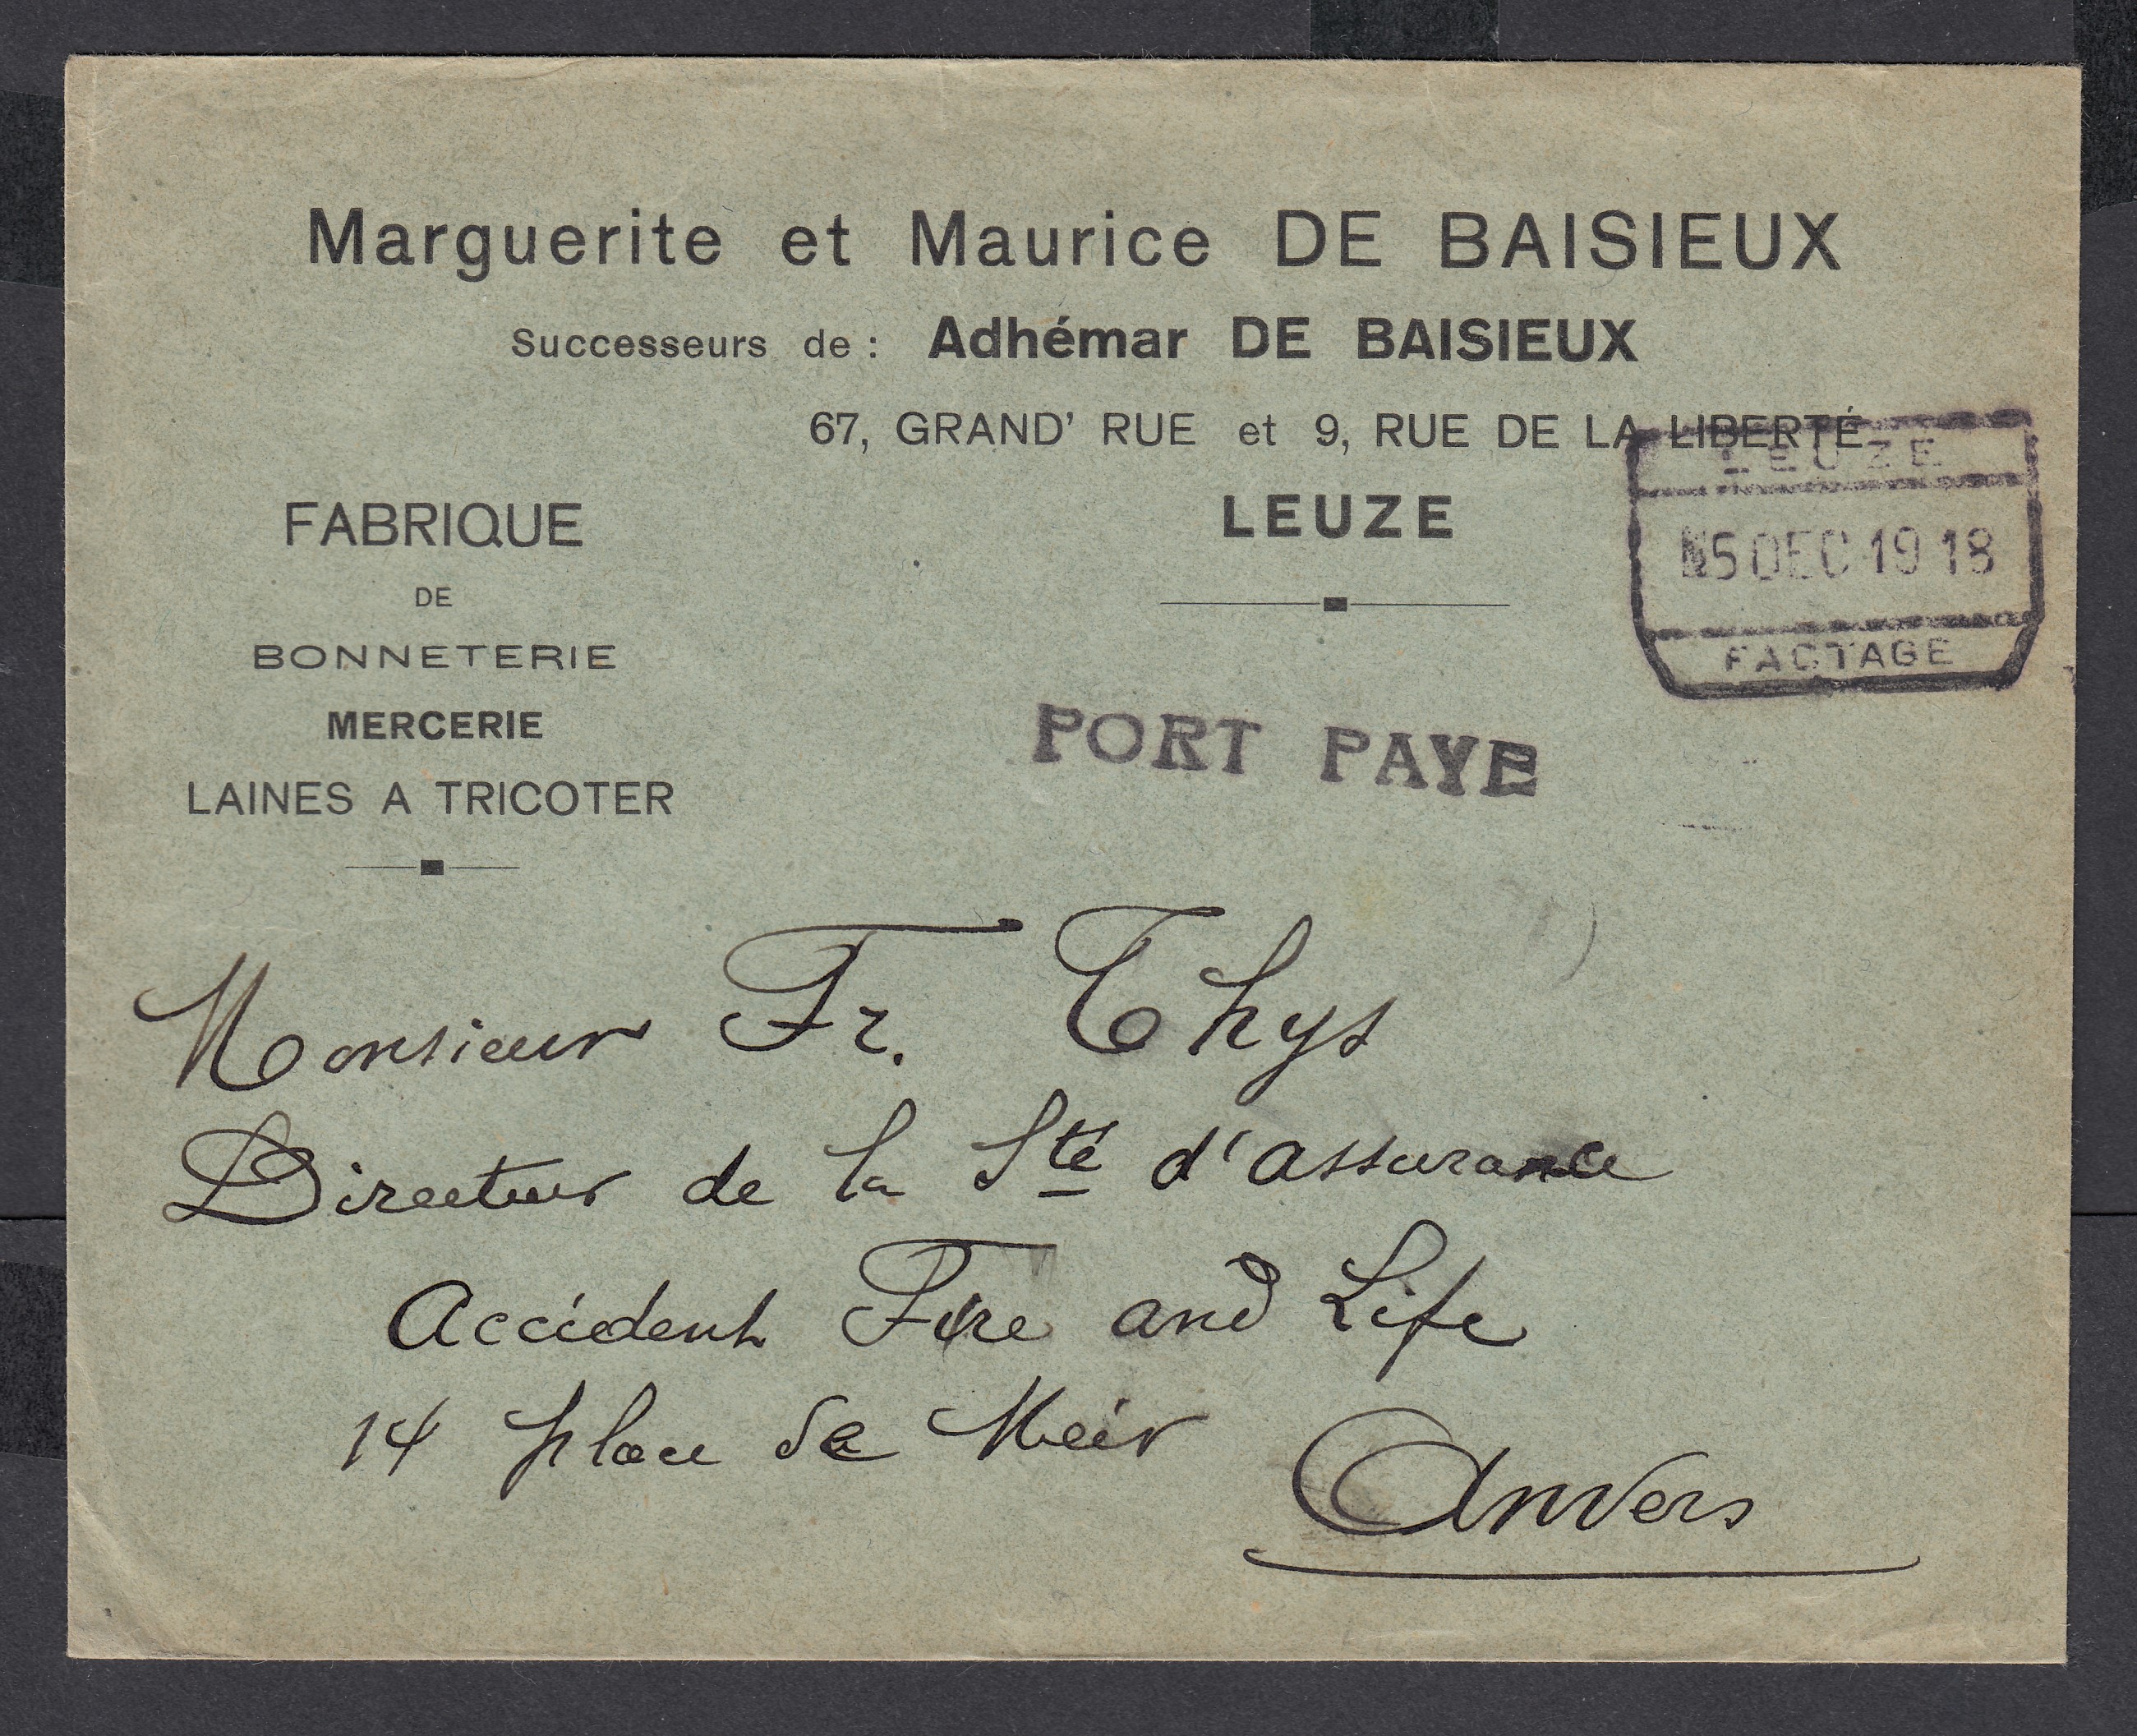 Marguerite et Maurice DE BAISIEUX
Successeurs de : Adhémar DE BAISIEUX
67, GRAND' RUE et 9, RUE DE LA LIBERTÉ
LEUZE
FABRIQUE
DE
BONNETERIE
MERCERIE
LAINES A TRICOTER
LEUZE
5 DEC 1918
FACTAGE
PORT PAYE
Monsieur Fr. Thys
Directeur de la Sté d'assurance
Accident Fire and Life
14 place de Meir
Anvers